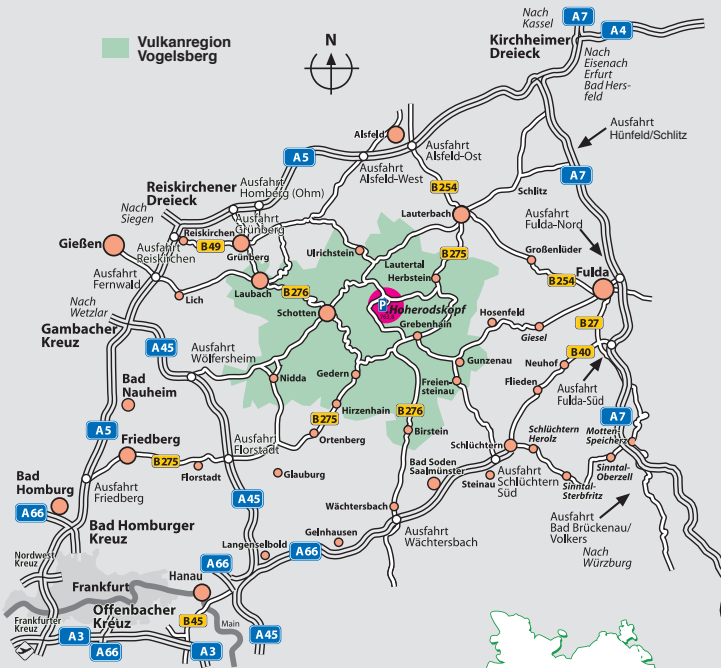 Nach
Kassel
A7
A4
Kirchheimer
Dreieck
Vulkanregion
Vogelsberg
N
Nach
Eisenach
Erfurt
Bad Hers-
feld
Ausfahrt
Hünfeld/Schlitz
Alsfeld
Ausfahrt
Alsfeld-Ost
A5
Ausfahrt
Alsfeld-West
A7
B254
Schlitz
Reiskirchener
Dreieck
Ausfahrt
Homberg (Ohm)
Nach
Siegen
Ausfahrt
Grünberg
Lauterbach
Ausfahrt
Fulda-Nord
Gießen
Ausfahrt
Reiskirchen
Reiskirchen
B49
Grünberg
Ulrichstein
Lautertal
Herbstein
B275
Großenlüder
B254
Fulda
Ausfahrt
Fernwald
Lich
Laubach
B276
Schotten
P
Hoherodskopf
Grebenhain
Hosenfeld
Giesel
B27
Nach
Wetzlar
Gambacher
Kreuz
A45
Ausfahrt
Wölfersheim
B40
Neuhof
Gunzenau
Nidda
Gedern
Freien-
steinau
Flieden
Ausfahrt
Fulda-Süd
Bad
Nauheim
Hirzenhain
B275
B276
A7
A5
Ortenberg
Birstein
Schlüchtern
Schlüchtern
Herolz
Motten-
Speicherz
Friedberg
B275
Ausfahrt
Florstadt
Florstadt
Glauburg
Bad Soden
Saalmünster
Steinau
Ausfahrt
Schlüchtern
Süd
Sinntal-
Oberzell
Sinntal-
Sterbfritz
Bad
Homburg
Ausfahrt
Friedberg
A45
A66
Bad Homburger
Kreuz
Wächtersbach
Ausfahrt
Wächtersbach
Ausfahrt
Bad Brückenau/
Volkers
Nach
Würzburg
Gelnhausen
Langenselbold
A66
A66
Nordwest
Kreuz
Frankfurt
Hanau
Offenbacher
Kreuz
Frankfurter
Kreuz
B45
Main
A3
A66
A3
A45